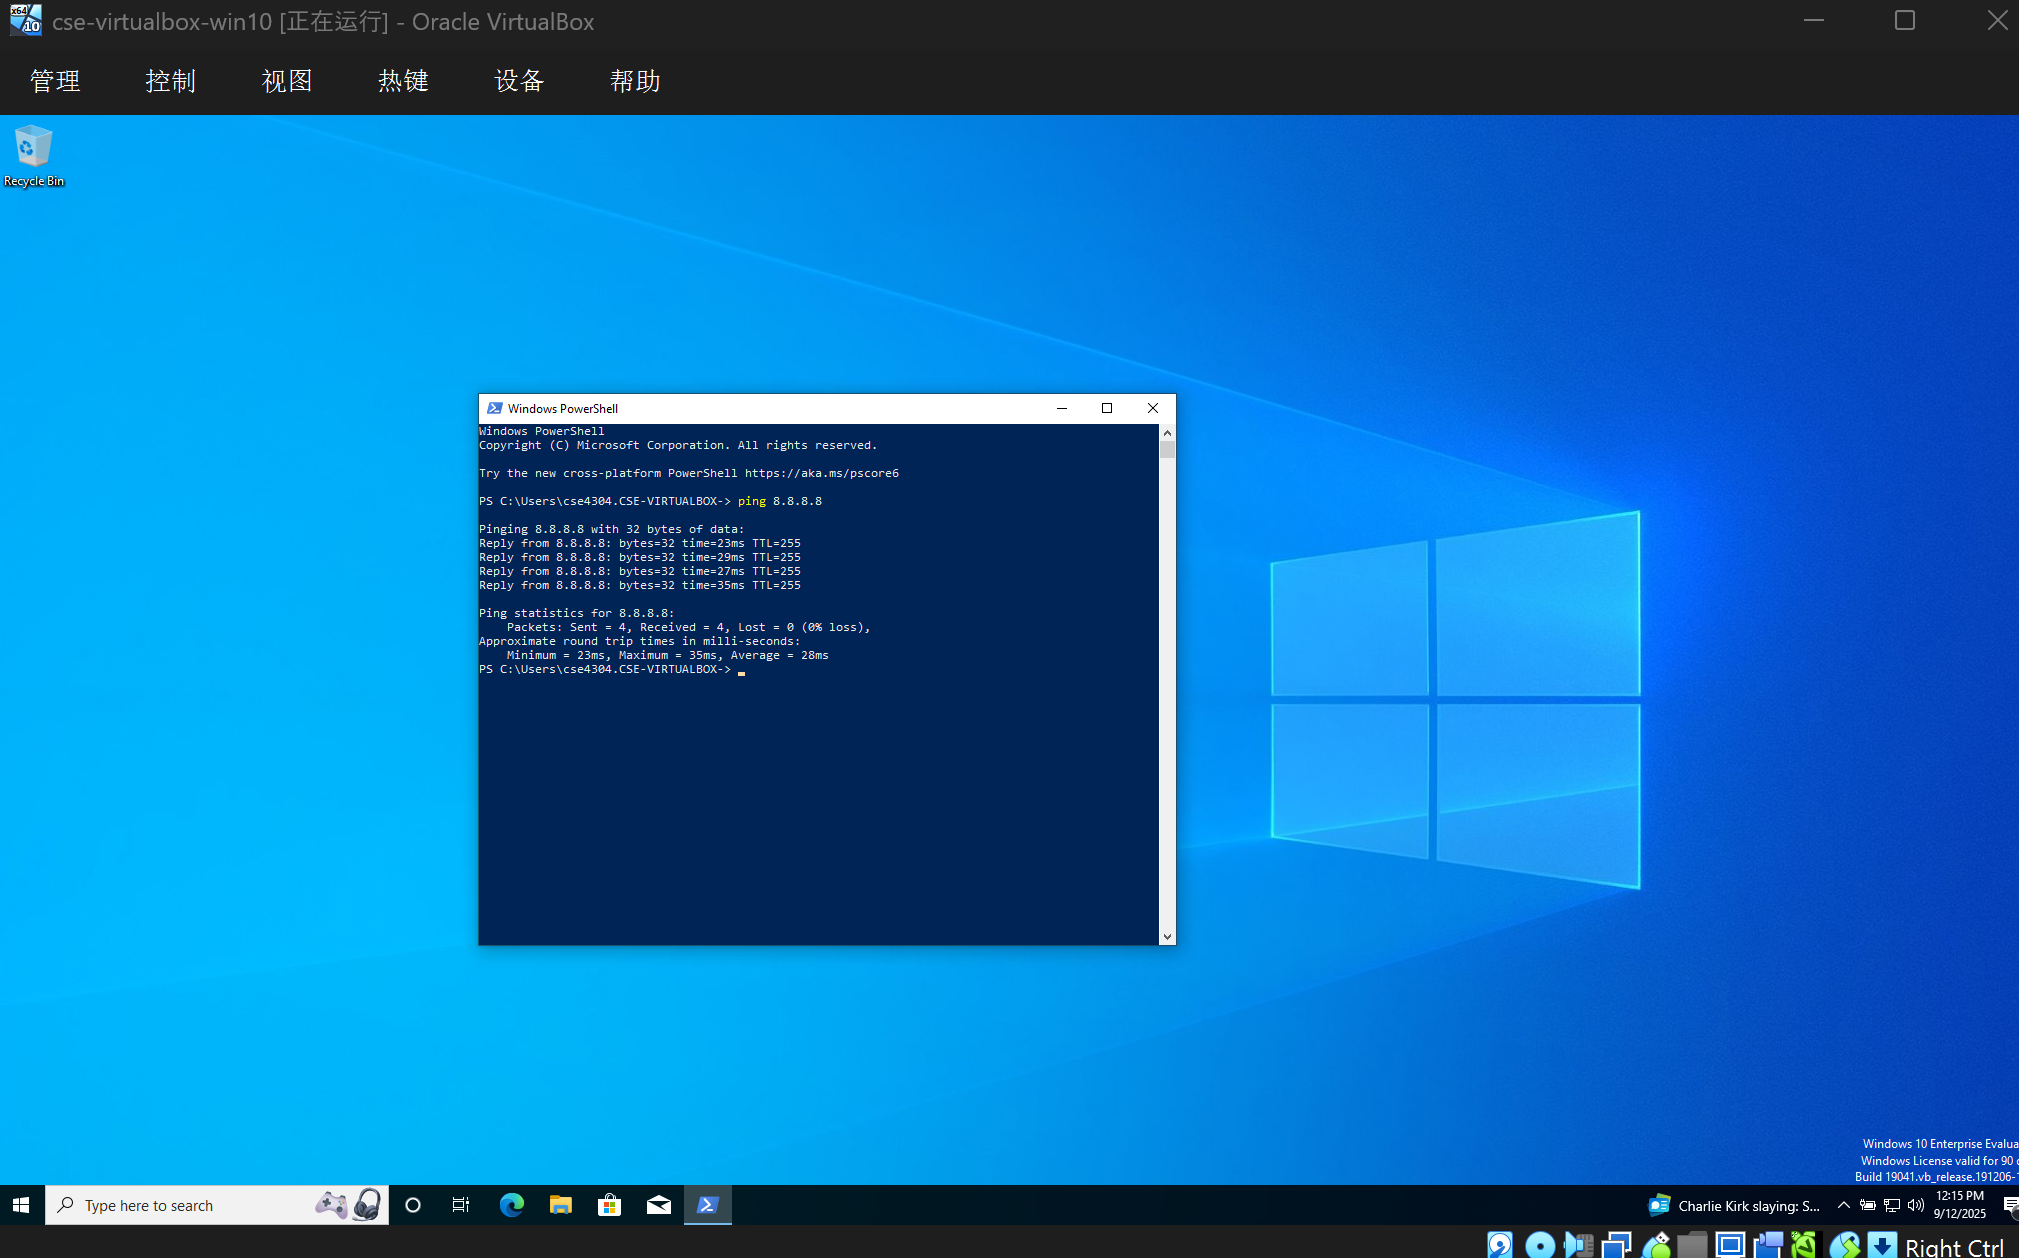 cse-virtualbox-win10 [正在运行] - Oracle VirtualBox
管理 控制 视图 热键 设备 帮助
Recycle Bin
Windows PowerShell
Windows PowerShell
Copyright (C) Microsoft Corporation. All rights reserved.
Try the new cross-platform PowerShell https://aka.ms/pscore6
PS C:\Users\cse4304.CSE-VIRTUALBOX-> ping 8.8.8.8
Pinging 8.8.8.8 with 32 bytes of data:
Reply from 8.8.8.8: bytes=32 time=23ms TTL=255
Reply from 8.8.8.8: bytes=32 time=29ms TTL=255
Reply from 8.8.8.8: bytes=32 time=27ms TTL=255
Reply from 8.8.8.8: bytes=32 time=35ms TTL=255
Ping statistics for 8.8.8.8:
    Packets: Sent = 4, Received = 4, Lost = 0 (0% loss),
Approximate round trip times in milli-seconds:
    Minimum = 23ms, Maximum = 35ms, Average = 28ms
PS C:\Users\cse4304.CSE-VIRTUALBOX->
Windows 10 Enterprise Evalua
Windows License valid for 90
Build 19041.vb_release.191206-
Type here to search
Charlie Kirk slaying: S...
12:15 PM
9/12/2025
Right Ctrl